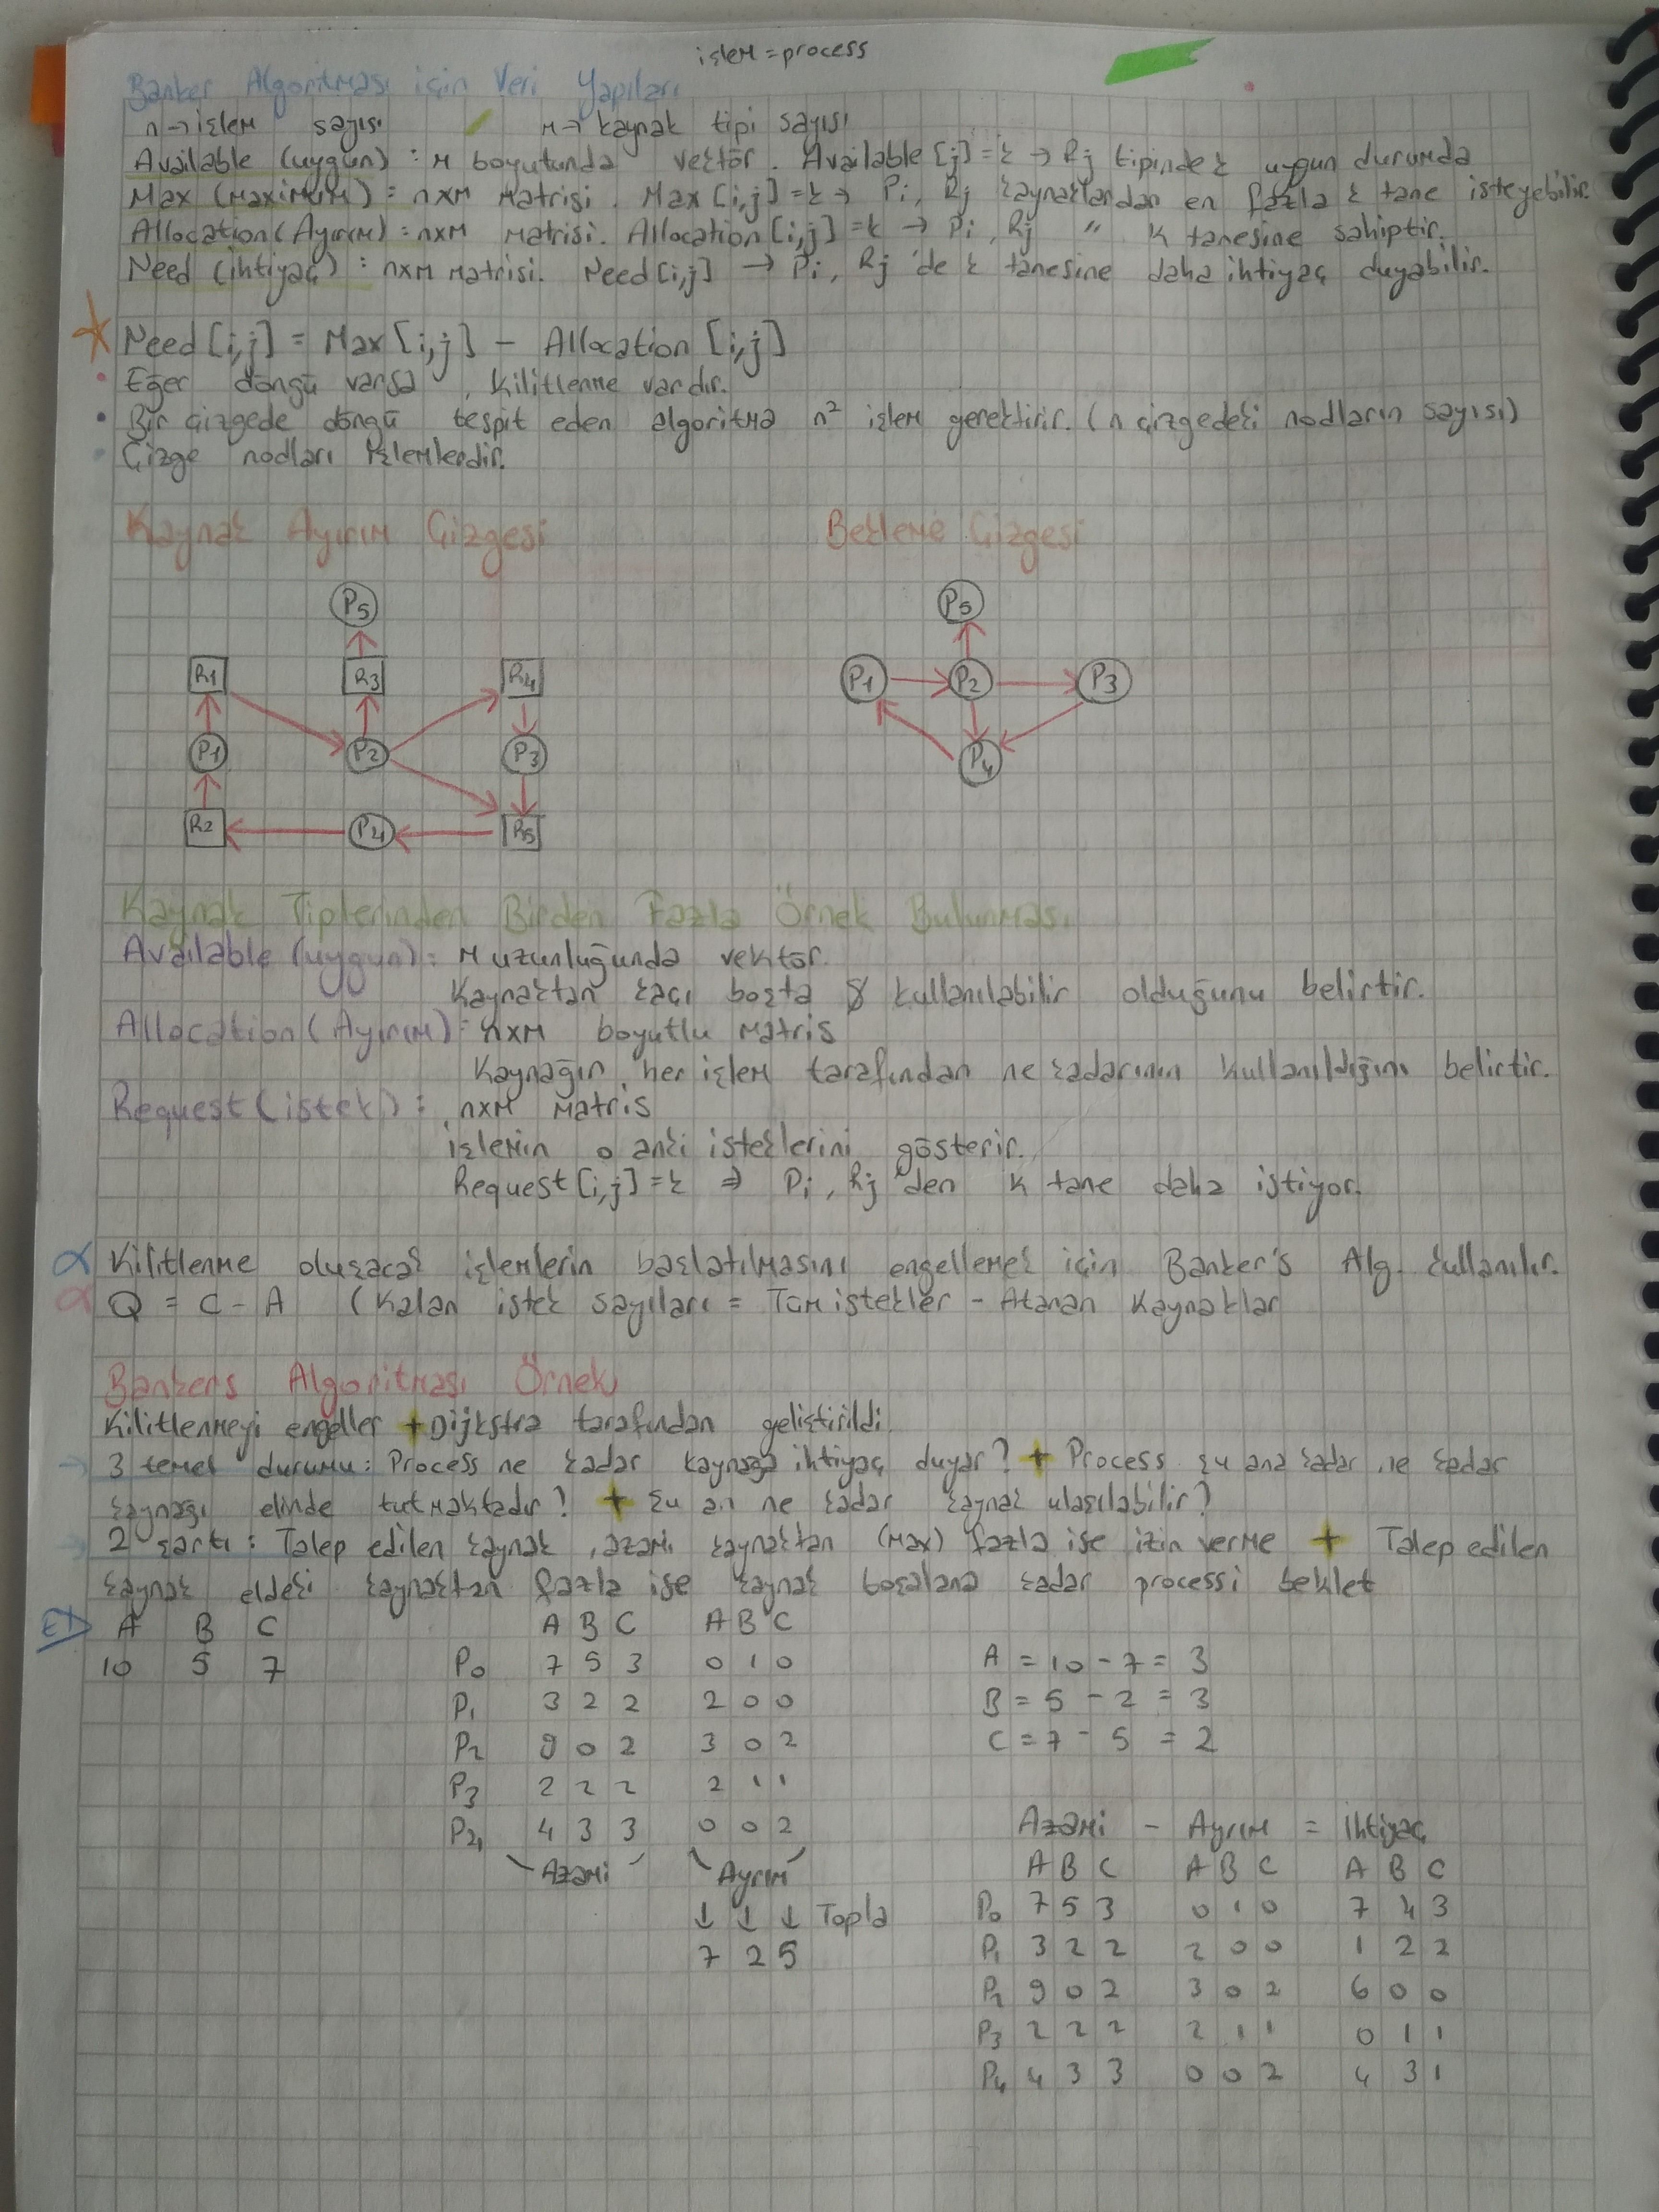 işlem = process
Banker Algoritması için Veri Yapıları
n → işlem sayısı m → kaynak tipi sayısı
Available (uygun) : m boyutunda vektör. Available [j] = k → Rj tipinde k uygun durumda
Max (Maximum) : nxm matrisi. Max [i,j] = k → Pi, Rj kaynaklardan en fazla k tane isteyebilir.
Allocation (Ayırım) : nxm matrisi. Allocation [i,j] = k → Pi, Rj " k tanesine sahiptir.
Need (ihtiyaç) : nxm matrisi. Need [i,j] → Pi, Rj 'de k tanesine daha ihtiyaç duyabilir.
Need [i,j] = Max [i,j] - Allocation [i,j]
• Eğer döngü varsa, kilitlenme vardır.
• Bir çizgede döngü tespit eden algoritma n² işlem gerektirir. (n çizgedeki nodların sayısı)
• Çizge nodları işlemlerdir.
Kaynak Ayırım Çizgesi Bekleme Çizgesi
P5 P5
R1 R3 R4 P1 P2 P3
P1 P2 P3 P4
R2 P4 R5
Kaynak Tiplerinden Birden Fazla Örnek Bulunması
Available (uygun) : m uzunluğunda vektör.
Kaynaktan kaçı boşta & kullanılabilir olduğunu belirtir.
Allocation (Ayırım) : nxm boyutlu matris
Kaynağın, her işlem tarafından ne kadarının kullanıldığını belirtir.
Request (istek) : nxm matris
işlemin o anki isteklerini gösterir.
Request [i,j] = k ⇒ Pi, Rj 'den k tane daha istiyor.
α Kilitlenme oluşacak işlemlerin başlatılmasını engellemek için Banker's Alg. kullanılır.
α Q = C - A (Kalan istek sayıları = Tüm istekler - Atanan Kaynaklar
Bankers Algoritması Örnek
Kilitlenmeyi engeller + Dijkstra tarafından geliştirildi.
→ 3 temel durumu : Process ne kadar kaynağa ihtiyaç duyar? + Process şu ana kadar ne kadar
kaynağı elinde tutmaktadır? + Şu an ne kadar kaynak ulaşılabilir?
→ 2 şartı : Talep edilen kaynak, azami kaynaktan (max) fazla ise izin verme + Talep edilen
kaynak eldeki kaynaktan fazla ise kaynak boşalana kadar processi beklet
A B C A B C A B C
10 5 7 P0 7 5 3 0 1 0 A = 10 - 7 = 3
P1 3 2 2 2 0 0 B = 5 - 2 = 3
P2 9 0 2 3 0 2 C = 7 - 5 = 2
P3 2 2 2 2 1 1
P4 4 3 3 0 0 2 Azami - Ayrım = ihtiyaç
Azami Ayrım A B C A B C A B C
↓ ↓ ↓ Topla P0 7 5 3 0 1 0 7 4 3
7 2 5 P1 3 2 2 2 0 0 1 2 2
P2 9 0 2 3 0 2 6 0 0
P3 2 2 2 2 1 1 0 1 1
P4 4 3 3 0 0 2 4 3 1